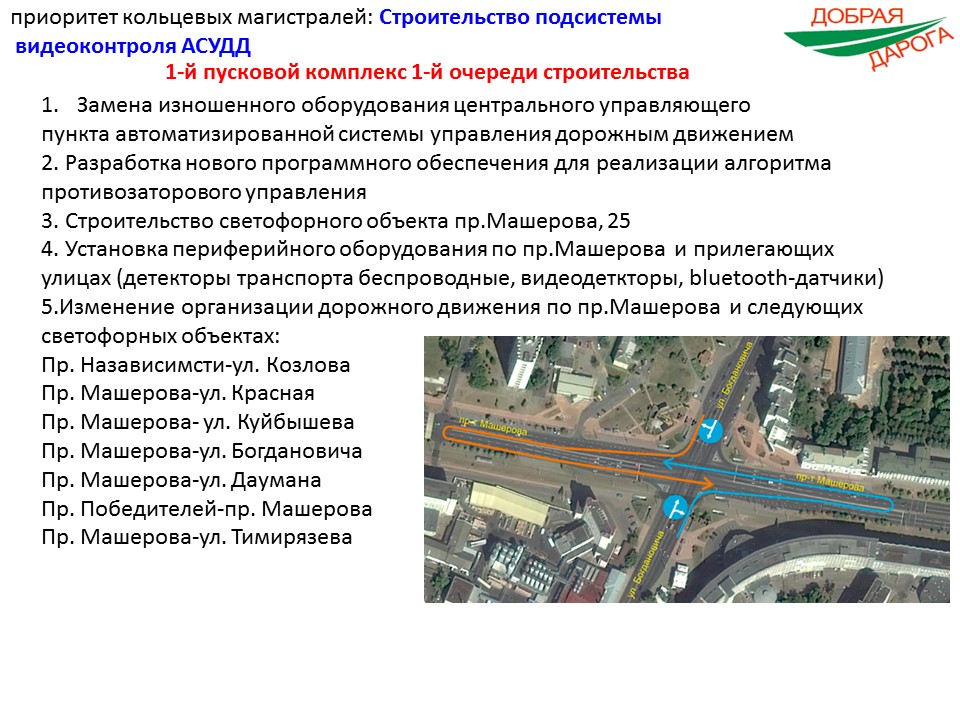 приоритет кольцевых магистралей: Строительство подсистемы
видеоконтроля АСУДД
ДОБРАЯ
ДАРОГА
1-й пусковой комплекс 1-й очереди строительства
1. Замена изношенного оборудования центрального управляющего
пункта автоматизированной системы управления дорожным движением
2. Разработка нового программного обеспечения для реализации алгоритма
противозаторового управления
3. Строительство светофорного объекта пр.Машерова, 25
4. Установка периферийного оборудования по пр.Машерова и прилегающих
улицах (детекторы транспорта беспроводные, видеодеткторы, bluetooth-датчики)
5.Изменение организации дорожного движения по пр.Машерова и следующих
светофорных объектах:
Пр. Назависимсти-ул. Козлова
Пр. Машерова-ул. Красная
Пр. Машерова- ул. Куйбышева
Пр. Машерова-ул. Богдановича
Пр. Машерова-ул. Даумана
Пр. Победителей-пр. Машерова
Пр. Машерова-ул. Тимирязева
ул. Богдановича
пр-т Машерова
пр-т Машерова
ул. Богдановича